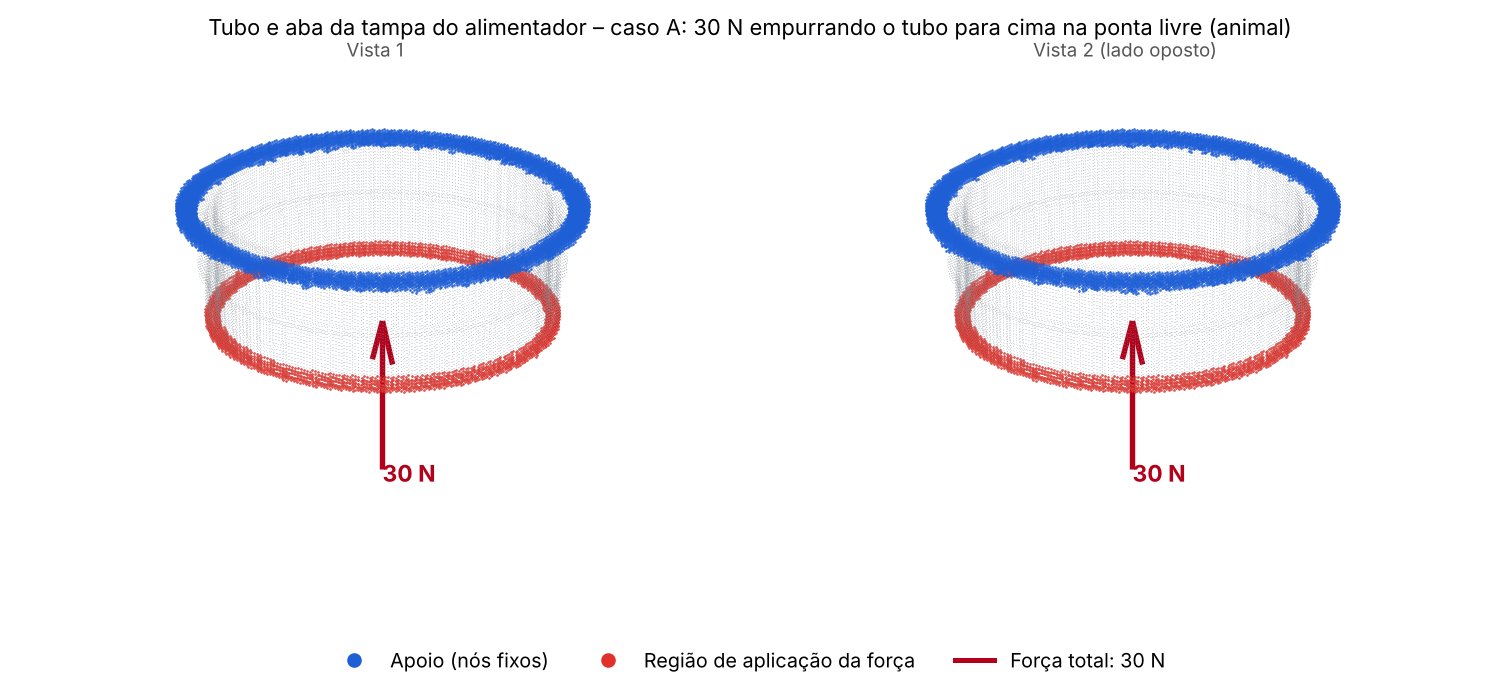 Tubo e aba da tampa do alimentador – caso A: 30 N empurrando o tubo para cima na ponta livre (animal)
Vista 1
Vista 2 (lado oposto)
30 N
30 N
Apoio (nós fixos)
Região de aplicação da força
Força total: 30 N